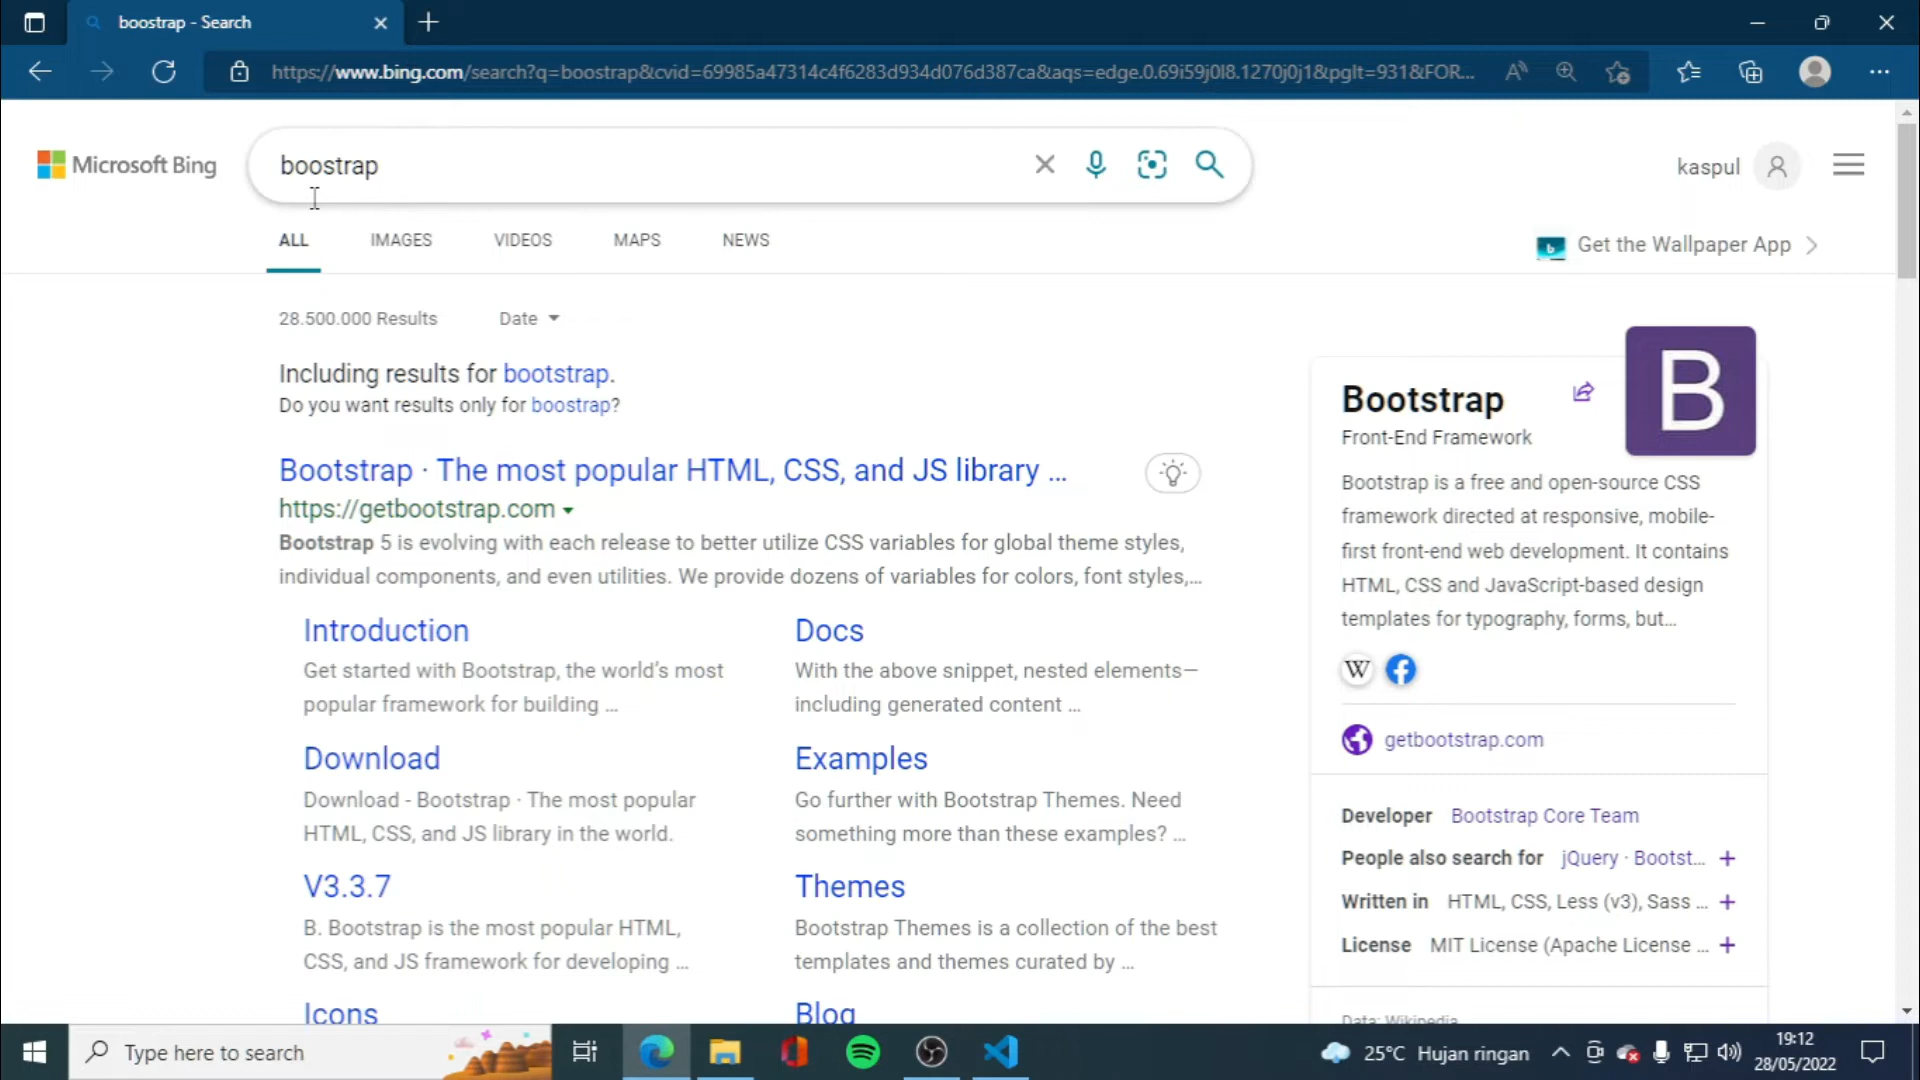 boostrap - Search
https://www.bing.com/search?q=boostrap&cvid=69985a47314c4f6283d934d076d387ca&aqs=edge.0.69i59j0l8.1270j0j1&pglt=931&FOR...
Microsoft Bing
boostrap
kaspul
ALL
IMAGES
VIDEOS
MAPS
NEWS
Get the Wallpaper App
28.500.000 Results
Date
Including results for bootstrap.
Do you want results only for boostrap?
Bootstrap · The most popular HTML, CSS, and JS library ...
https://getbootstrap.com
Bootstrap 5 is evolving with each release to better utilize CSS variables for global theme styles,
individual components, and even utilities. We provide dozens of variables for colors, font styles,...
Introduction
Get started with Bootstrap, the world's most
popular framework for building ...
Docs
With the above snippet, nested elements—
including generated content ...
Download
Download - Bootstrap · The most popular
HTML, CSS, and JS library in the world.
Examples
Go further with Bootstrap Themes. Need
something more than these examples? ...
V3.3.7
B. Bootstrap is the most popular HTML,
CSS, and JS framework for developing ...
Themes
Bootstrap Themes is a collection of the best
templates and themes curated by ...
Icons
Blog
Bootstrap
B
Front-End Framework
Bootstrap is a free and open-source CSS
framework directed at responsive, mobile-
first front-end web development. It contains
HTML, CSS and JavaScript-based design
templates for typography, forms, but...
W
getbootstrap.com
Developer Bootstrap Core Team
People also search for jQuery · Bootst...
Written in HTML, CSS, Less (v3), Sass ...
License MIT License (Apache License ...
Data: Wikipedia
Type here to search
25°C Hujan ringan
19:12
28/05/2022